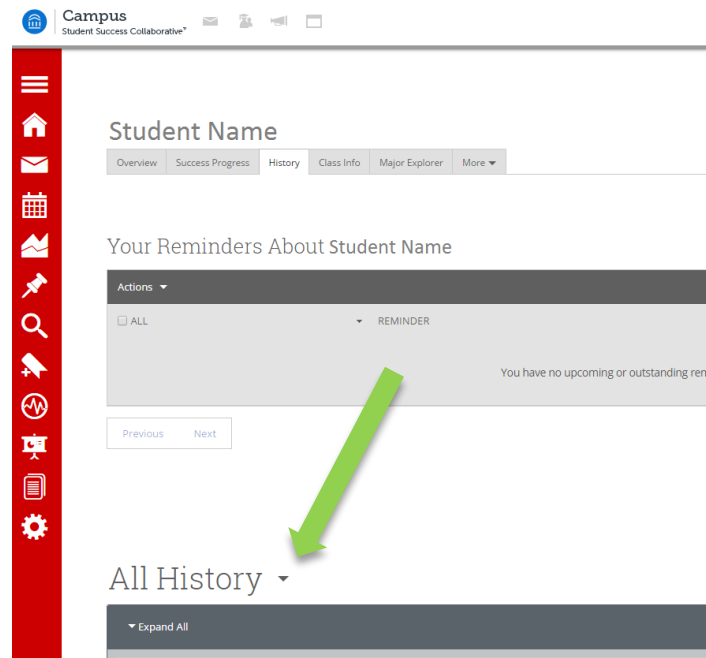 Campus
Student Success Collaborative
Student Name
Overview Success Progress History Class Info Major Explorer More
Your Reminders About Student Name
Actions
ALL REMINDER
You have no upcoming or outstanding
Previous Next
All History
Expand All